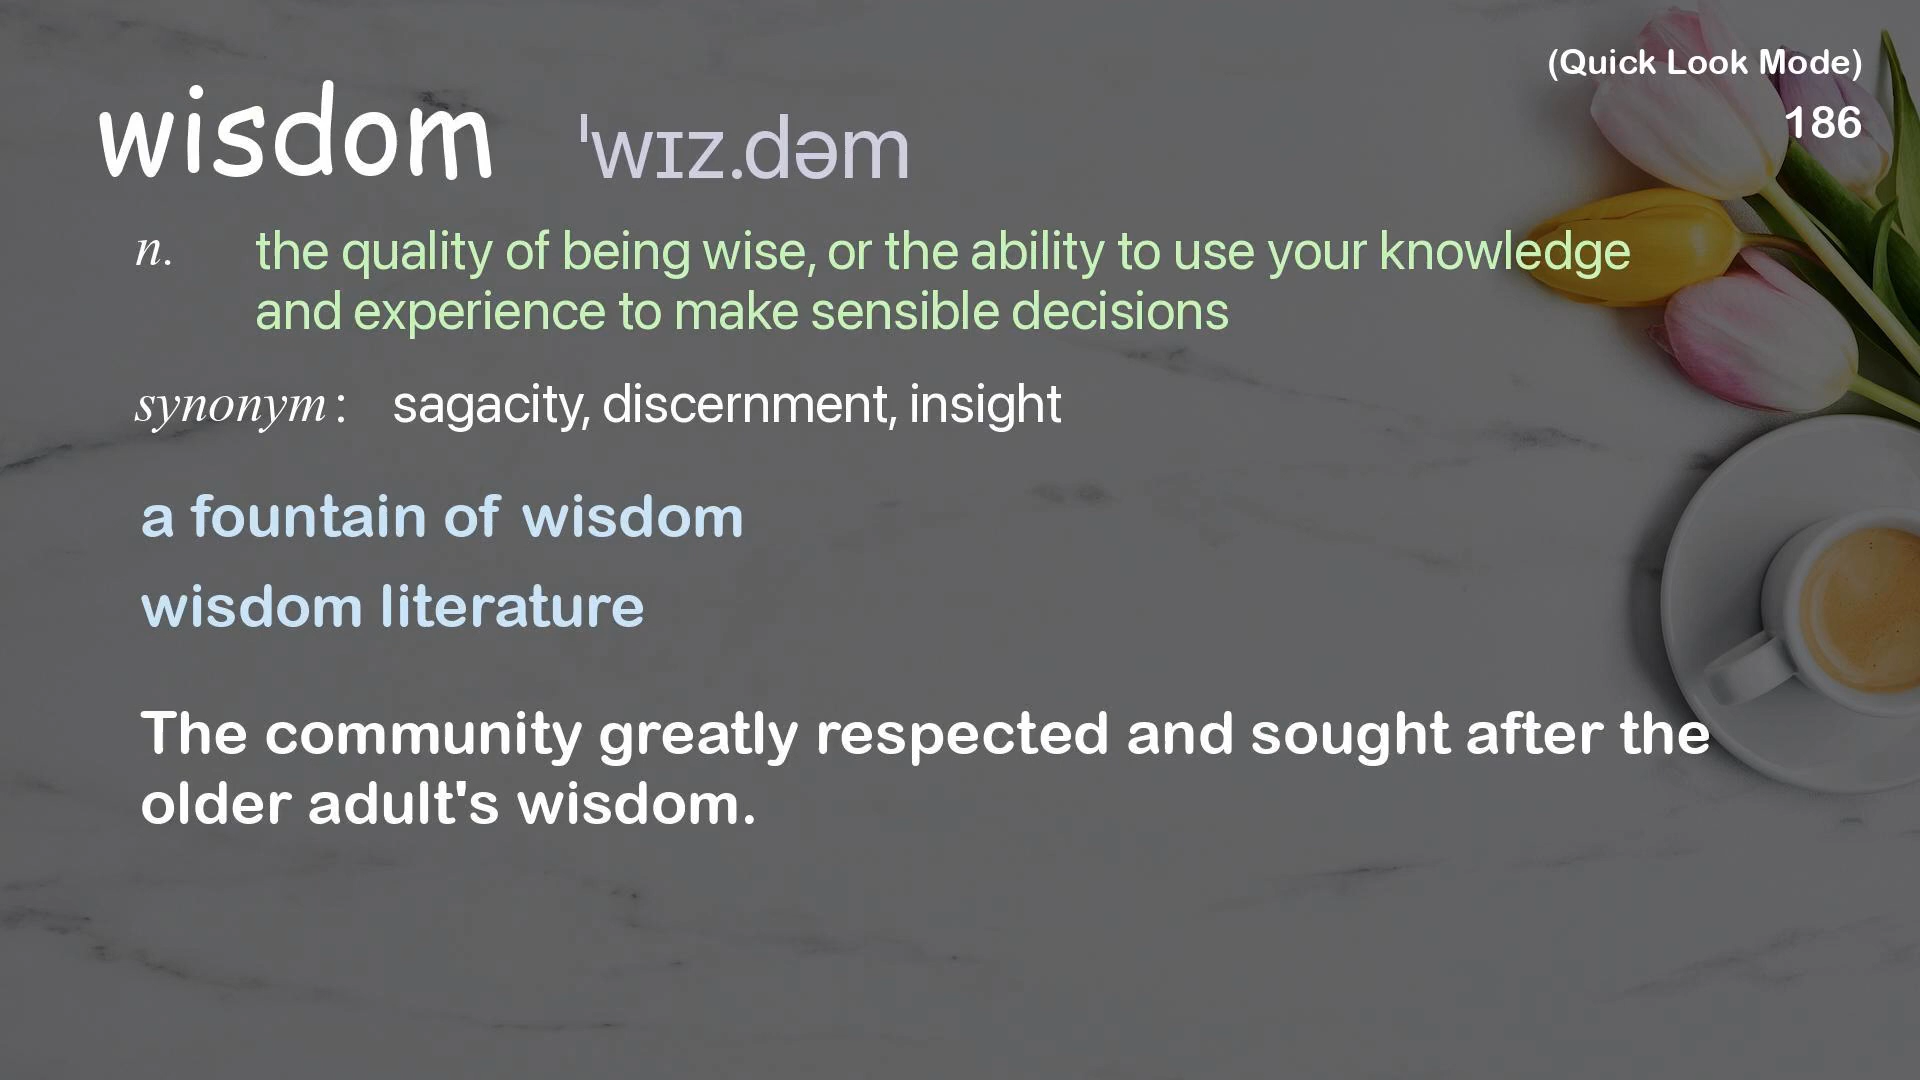 (Quick Look Mode)
186
wisdom ˈwɪz.dəm
n. the quality of being wise, or the ability to use your knowledge
and experience to make sensible decisions
synonym: sagacity, discernment, insight
a fountain of wisdom
wisdom literature
The community greatly respected and sought after the
older adult's wisdom.